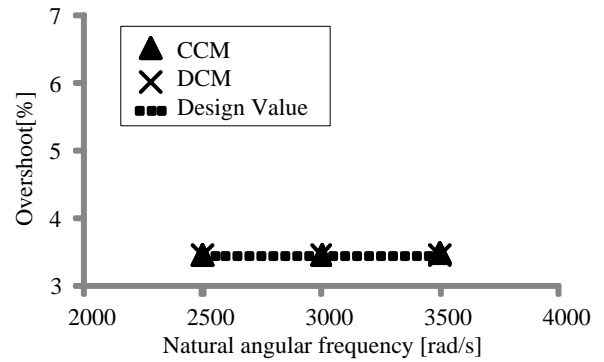 7
6
5
4
3
Overshoot[%]
CCM
DCM
Design Value
2000 2500 3000 3500 4000
Natural angular frequency [rad/s]